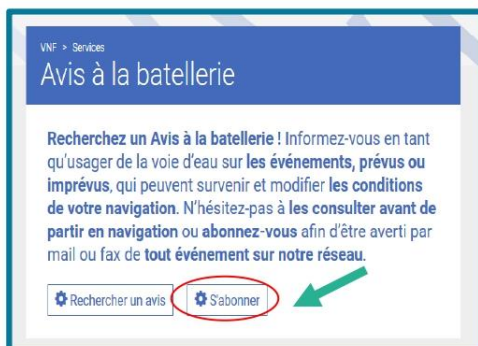 VNF > Services
Avis à la batellerie
Recherchez un Avis à la batellerie ! Informez-vous en tant
qu'usager de la voie d'eau sur les événements, prévus ou
imprévus, qui peuvent survenir et modifier les conditions
de votre navigation. N'hésitez-pas à les consulter avant de
partir en navigation ou abonnez-vous afin d'être averti par
mail ou fax de tout événement sur notre réseau.
Rechercher un avis S'abonner